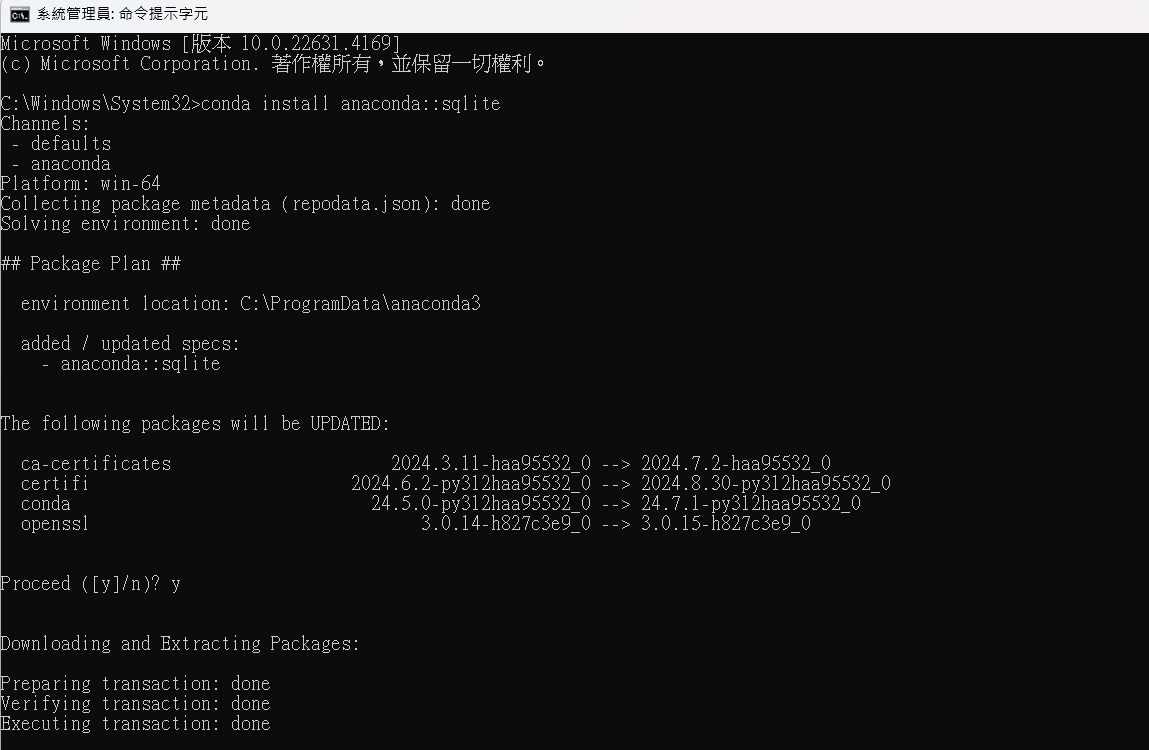 系統管理員: 命令提示字元
Microsoft Windows [版本 10.0.22631.4169]
(c) Microsoft Corporation. 著作權所有，並保留一切權利。
C:\Windows\System32>conda install anaconda::sqlite
Channels:
- defaults
- anaconda
Platform: win-64
Collecting package metadata (repodata.json): done
Solving environment: done
## Package Plan ##
environment location: C:\ProgramData\anaconda3
added / updated specs:
- anaconda::sqlite
The following packages will be UPDATED:
ca-certificates 2024.3.11-haa95532_0 --> 2024.7.2-haa95532_0
certifi 2024.6.2-py312haa95532_0 --> 2024.8.30-py312haa95532_0
conda 24.5.0-py312haa95532_0 --> 24.7.1-py312haa95532_0
openssl 3.0.14-h827c3e9_0 --> 3.0.15-h827c3e9_0
Proceed ([y]/n)? y
Downloading and Extracting Packages:
Preparing transaction: done
Verifying transaction: done
Executing transaction: done